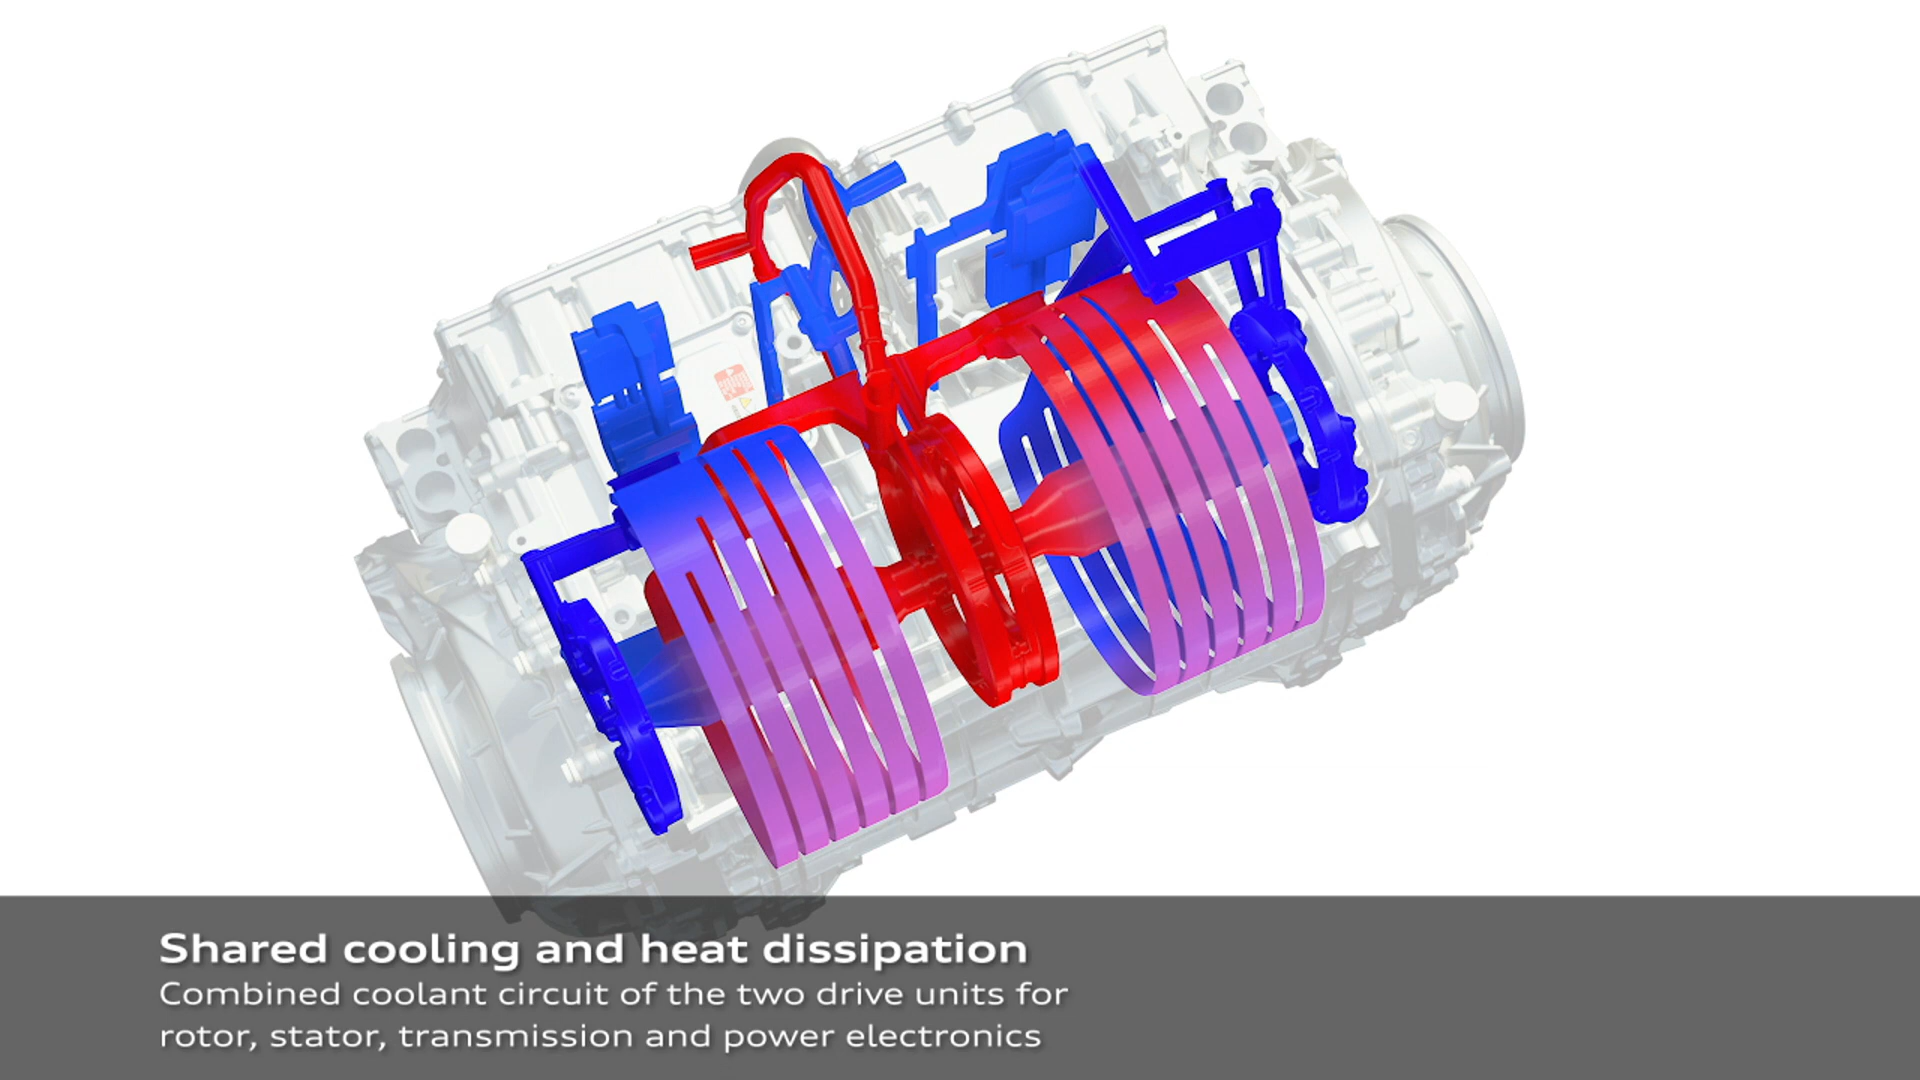 Shared cooling and heat dissipation
Combined coolant circuit of the two drive units for
rotor, stator, transmission and power electronics